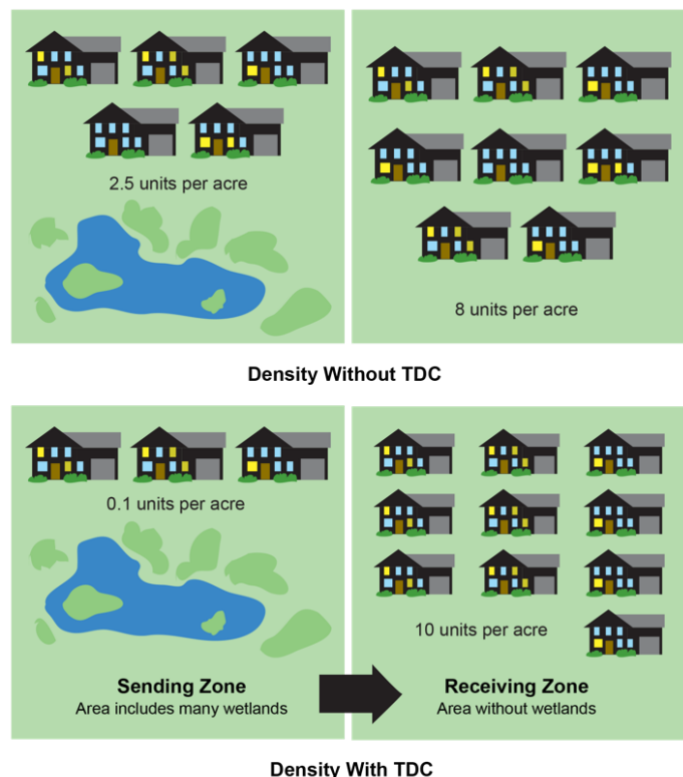 2.5 units per acre
8 units per acre
Density Without TDC
0.1 units per acre
10 units per acre
Sending Zone
Area includes many wetlands
Receiving Zone
Area without wetlands
Density With TDC